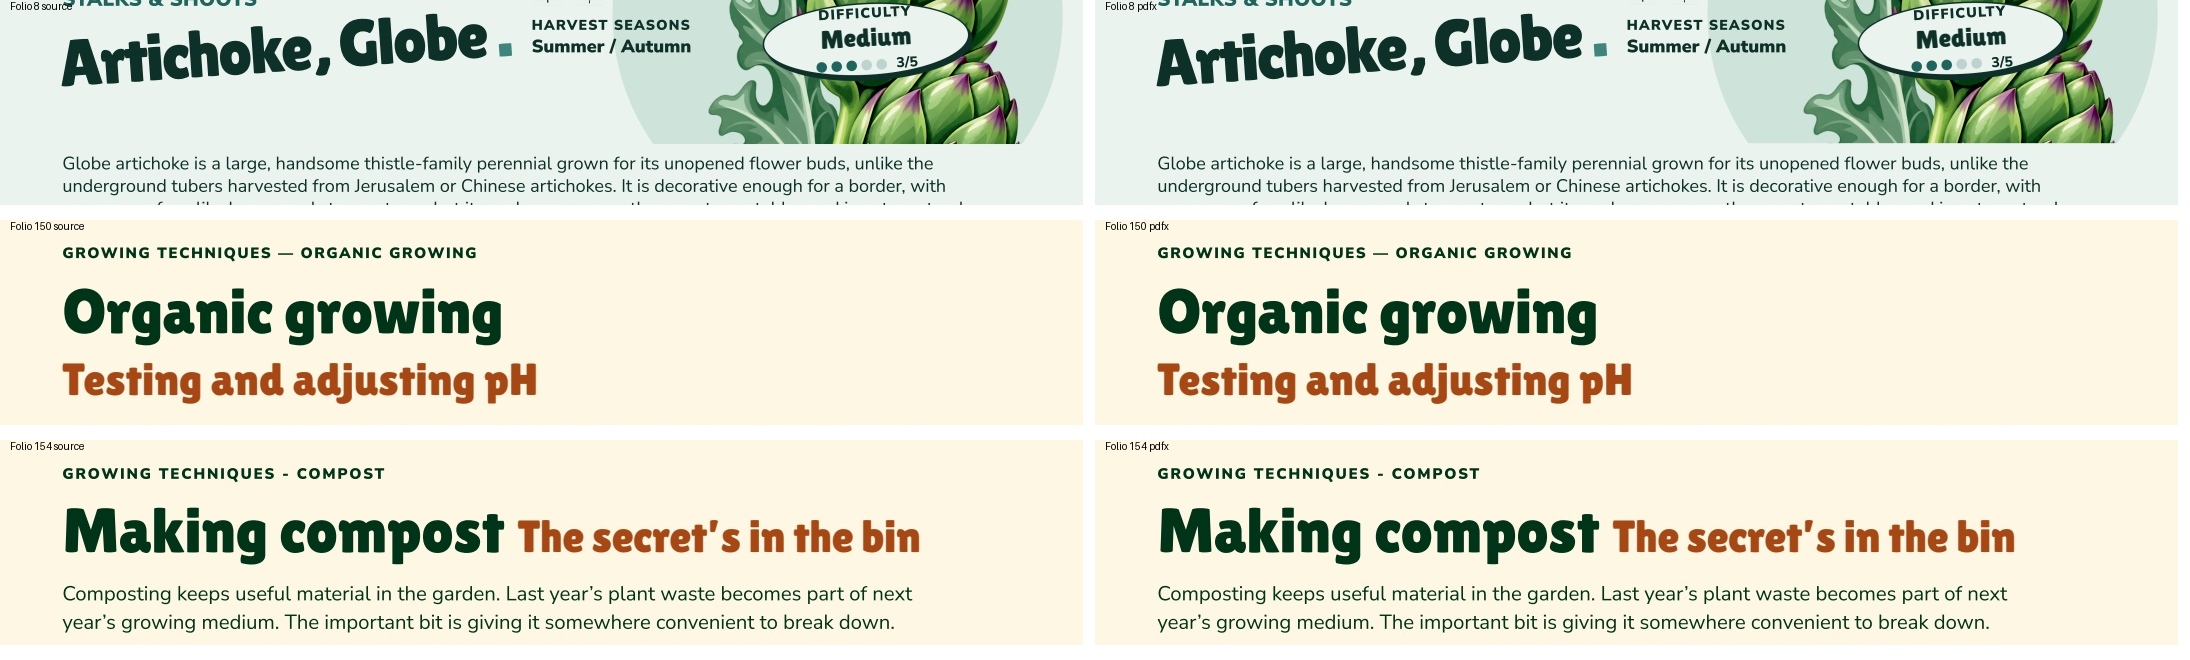 Folio 8 source
STALKS & SHOOTS
Artichoke, Globe.
HARVEST SEASONS
Summer / Autumn
DIFFICULTY
Medium
3/5
Globe artichoke is a large, handsome thistle-family perennial grown for its unopened flower buds, unlike the
underground tubers harvested from Jerusalem or Chinese artichokes. It is decorative enough for a border, with
Folio 8 pdfx
STALKS & SHOOTS
Artichoke, Globe.
HARVEST SEASONS
Summer / Autumn
DIFFICULTY
Medium
3/5
Globe artichoke is a large, handsome thistle-family perennial grown for its unopened flower buds, unlike the
underground tubers harvested from Jerusalem or Chinese artichokes. It is decorative enough for a border, with
Folio 150 source
GROWING TECHNIQUES — ORGANIC GROWING
Organic growing
Testing and adjusting pH
Folio 150 pdfx
GROWING TECHNIQUES — ORGANIC GROWING
Organic growing
Testing and adjusting pH
Folio 154 source
GROWING TECHNIQUES - COMPOST
Making compost The secret's in the bin
Composting keeps useful material in the garden. Last year’s plant waste becomes part of next
year’s growing medium. The important bit is giving it somewhere convenient to break down.
Folio 154 pdfx
GROWING TECHNIQUES - COMPOST
Making compost The secret's in the bin
Composting keeps useful material in the garden. Last year’s plant waste becomes part of next
year’s growing medium. The important bit is giving it somewhere convenient to break down.